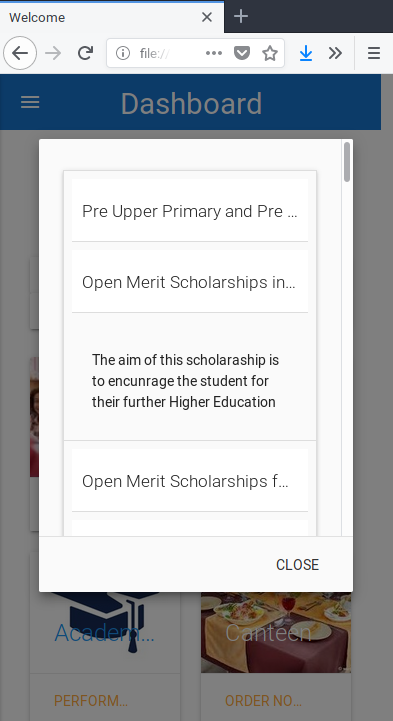 Welcome
file://
Dashboard
Pre Upper Primary and Pre ...
Open Merit Scholarships in...
The aim of this scholaraship is
to encunrage the student for
their further Higher Education
Open Merit Scholarships f...
CLOSE
Academ...
Canteen
PERFORM...
ORDER NO...